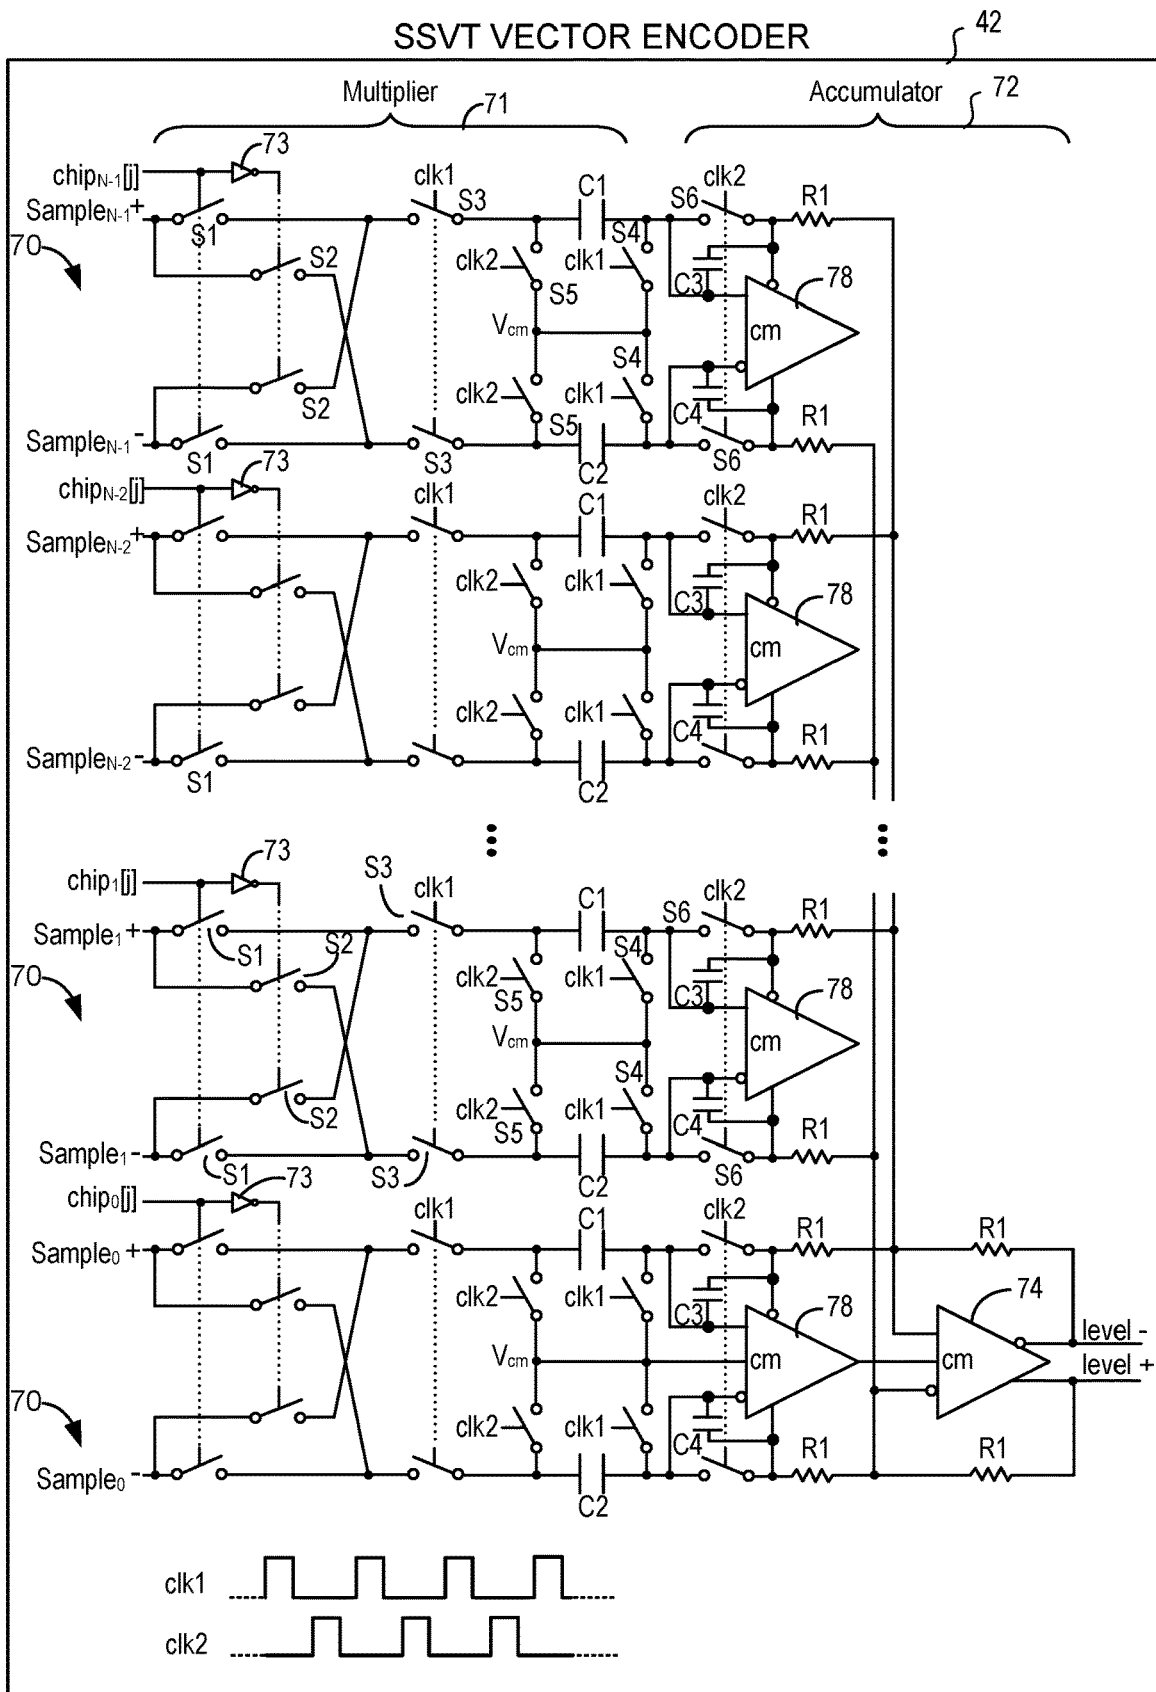 SSVT VECTOR ENCODER
42
Multiplier
71
Accumulator
72
chipN-1[j]
73
clk1
S3
C1
S6
clk2
R1
SampleN-1+
S1
70
S2
clk2
S5
clk1
S4
C3
78
Vcm
cm
S2
clk2
S5
clk1
S4
C4
R1
SampleN-1-
S1
S3
C2
S6
chipN-2[j]
73
clk1
C1
clk2
R1
SampleN-2+
clk2
clk1
C3
78
Vcm
cm
clk2
clk1
C4
R1
SampleN-2-
S1
C2
chip1[j]
73
S3
clk1
C1
S6
clk2
R1
Sample1+
S1
S2
70
clk2
S5
clk1
S4
C3
78
Vcm
cm
S2
clk2
S5
clk1
S4
C4
R1
Sample1-
S1
S3
C2
S6
chip0[j]
73
clk1
C1
clk2
R1
R1
Sample0+
clk2
clk1
C3
78
74
Vcm
cm
cm
level -
level +
70
clk2
clk1
C4
R1
R1
Sample0-
C2
clk1
clk2